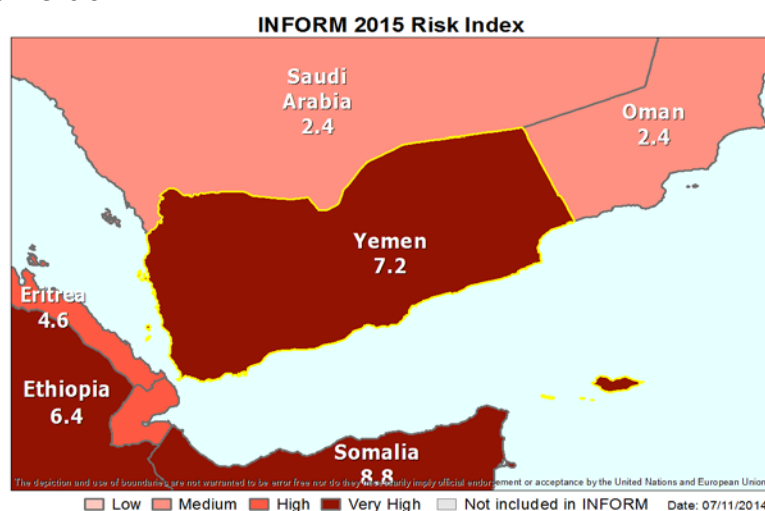 INFORM 2015 Risk Index
Saudi
Arabia
2.4
Oman
2.4
Yemen
7.2
Eritrea
4.6
Ethiopia
6.4
Somalia
8.8
The depiction and use of boundaries are not warranted to be error free nor do they necessarily imply official endorsement or acceptance by the United Nations and European Union
Low Medium High Very High Not included in INFORM Date: 07/11/2014